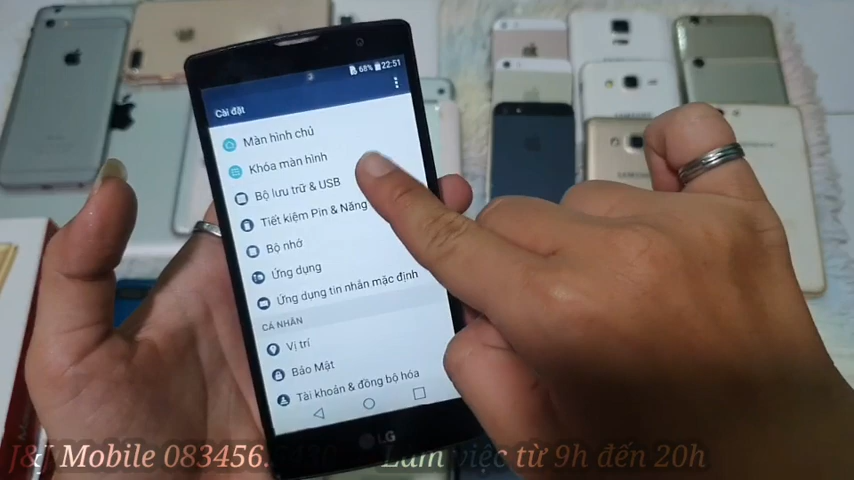 68% 22:51
Cài đặt
Màn hình chủ
Khóa màn hình
Bộ lưu trữ & USB
Tiết kiệm Pin & Năng
Bộ nhớ
Ứng dụng
Ứng dụng tin nhắn mặc định
CÁ NHÂN
Vị trí
Bảo Mật
Tài khoản & đồng bộ hóa
LG
SAMSUNG
J&J Mobile 083456. Làm việc từ 9h đến 20h